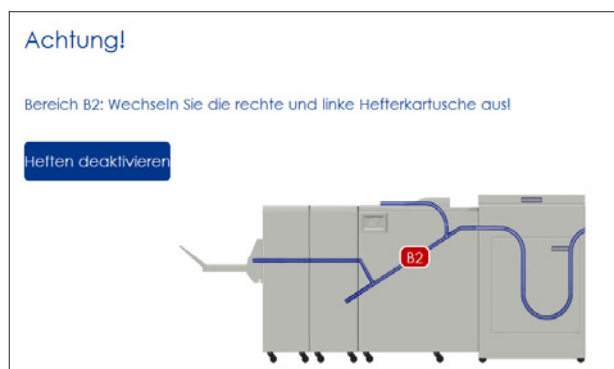 Achtung!
Bereich B2: Wechseln Sie die rechte und linke Hefterkartusche aus!
Heften deaktivieren
B2